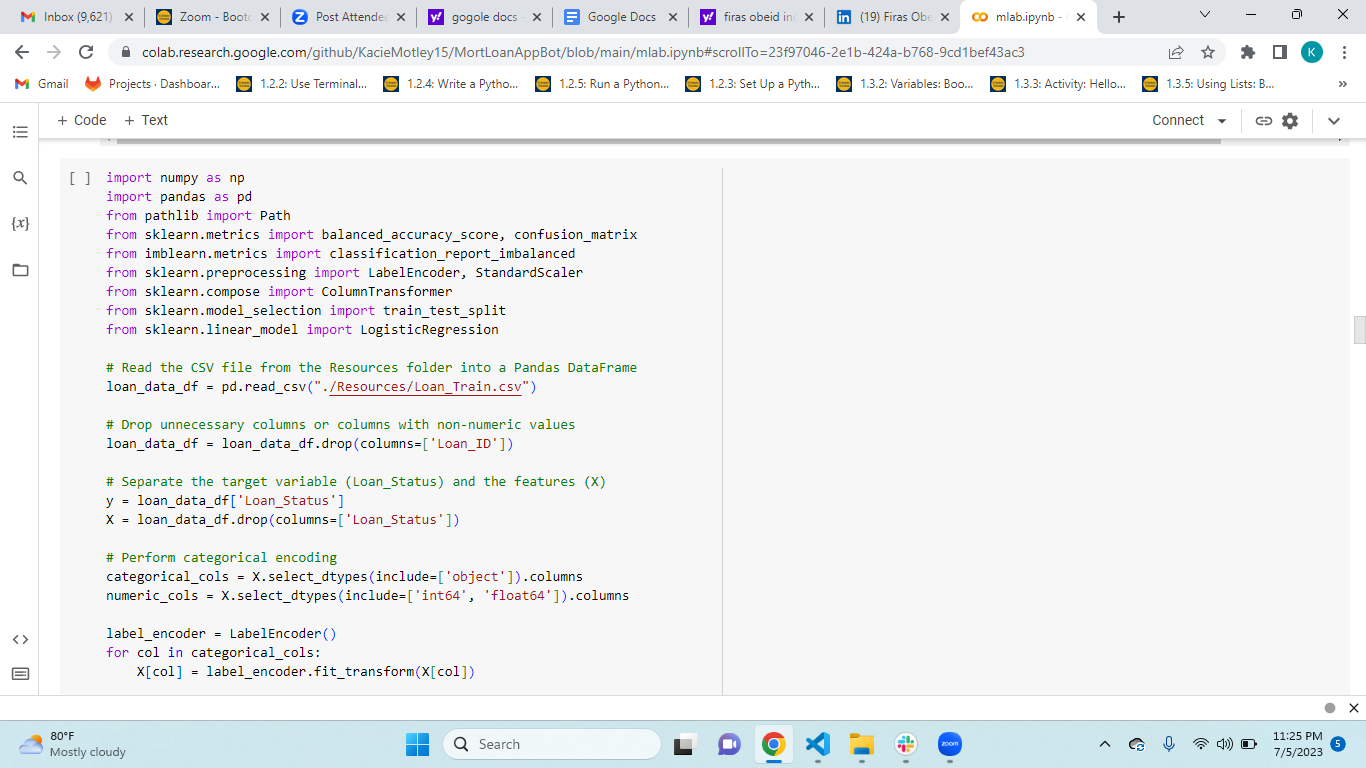 Inbox (9,621)
Zoom - Bootc
Post Attendee
gogole docs -
Google Docs
firas obeid in
(19) Firas Obe
mlab.ipynb -
colab.research.google.com/github/KacieMotley15/MortLoanAppBot/blob/main/mlab.ipynb#scrollTo=23f97046-2e1b-424a-b768-9cd1bef43ac3
K
Gmail
Projects · Dashboar...
1.2.2: Use Terminal...
1.2.4: Write a Pytho...
1.2.5: Run a Python...
1.2.3: Set Up a Pyth...
1.3.2: Variables: Boo...
1.3.3: Activity: Hello...
1.3.5: Using Lists: B...
»
+ Code + Text
Connect
{x}
[ ]
import numpy as np
import pandas as pd
from pathlib import Path
from sklearn.metrics import balanced_accuracy_score, confusion_matrix
from imblearn.metrics import classification_report_imbalanced
from sklearn.preprocessing import LabelEncoder, StandardScaler
from sklearn.compose import ColumnTransformer
from sklearn.model_selection import train_test_split
from sklearn.linear_model import LogisticRegression
# Read the CSV file from the Resources folder into a Pandas DataFrame
loan_data_df = pd.read_csv("./Resources/Loan_Train.csv")
# Drop unnecessary columns or columns with non-numeric values
loan_data_df = loan_data_df.drop(columns=['Loan_ID'])
# Separate the target variable (Loan_Status) and the features (X)
y = loan_data_df['Loan_Status']
X = loan_data_df.drop(columns=['Loan_Status'])
# Perform categorical encoding
categorical_cols = X.select_dtypes(include=['object']).columns
numeric_cols = X.select_dtypes(include=['int64', 'float64']).columns
label_encoder = LabelEncoder()
for col in categorical_cols:
    X[col] = label_encoder.fit_transform(X[col])
<>
80°F
Mostly cloudy
Search
zoom
11:25 PM
7/5/2023
5